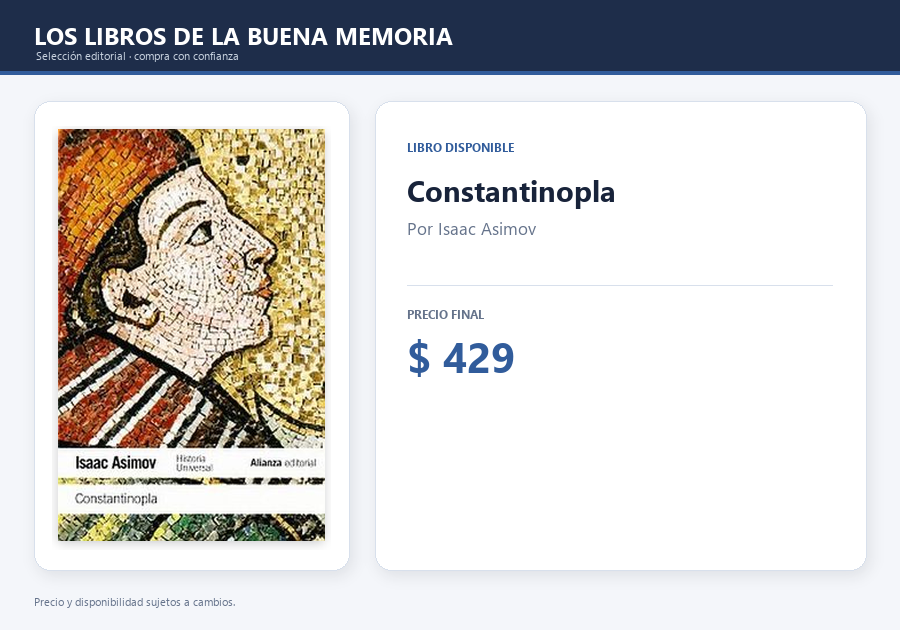 LOS LIBROS DE LA BUENA MEMORIA
Selección editorial · compra con confianza
Isaac Asimov
Historia
Universal
Alianza editorial
Constantinopla
LIBRO DISPONIBLE
Constantinopla
Por Isaac Asimov
PRECIO FINAL
$ 429
Precio y disponibilidad sujetos a cambios.